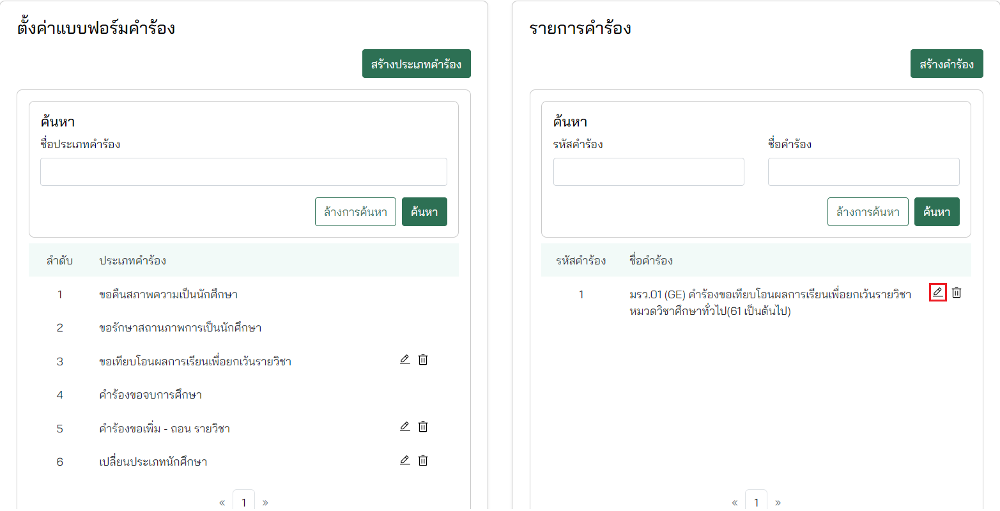 ตั้งค่าแบบฟอร์มคำร้อง
สร้างประเภทคำร้อง
ค้นหา
ชื่อประเภทคำร้อง
ล้างการค้นหา
ค้นหา
ลำดับ ประเภทคำร้อง
1 ขอคืนสภาพความเป็นนักศึกษา
2 ขอรักษาสถานภาพการเป็นนักศึกษา
3 ขอเทียบโอนผลการเรียนเพื่อยกเว้นรายวิชา
4 คำร้องขอจบการศึกษา
5 คำร้องขอเพิ่ม - ถอน รายวิชา
6 เปลี่ยนประเภทนักศึกษา
« 1 »
รายการคำร้อง
สร้างคำร้อง
ค้นหา
รหัสคำร้อง ชื่อคำร้อง
ล้างการค้นหา
ค้นหา
รหัสคำร้อง ชื่อคำร้อง
1 มรว.01 (GE) คำร้องขอเทียบโอนผลการเรียนเพื่อยกเว้นรายวิชา
หมวดวิชาศึกษาทั่วไป(61 เป็นต้นไป)
« 1 »